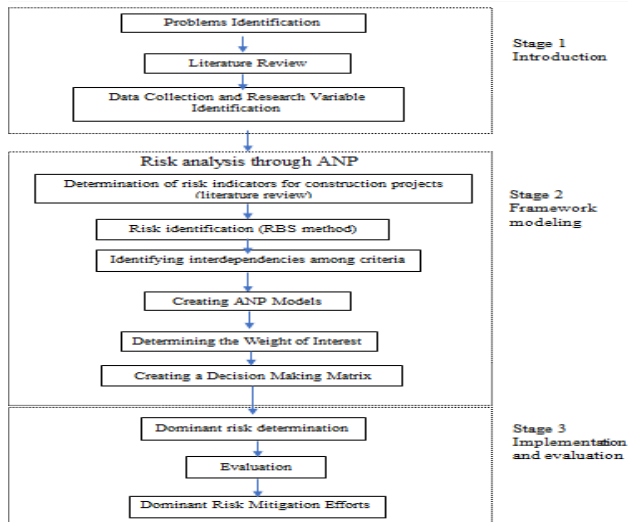 Problems Identification
Literature Review
Data Collection and Research Variable
Identification
Stage 1
Introduction
Risk analysis through ANP
Determination of risk indicators for construction projects
(literature review)
Risk identification (RBS method)
Identifying interdependencies among criteria
Creating ANP Models
Determining the Weight of Interest
Creating a Decision Making Matrix
Stage 2
Framework
modeling
Dominant risk determination
Evaluation
Dominant Risk Mitigation Efforts
Stage 3
Implementation
and evaluation